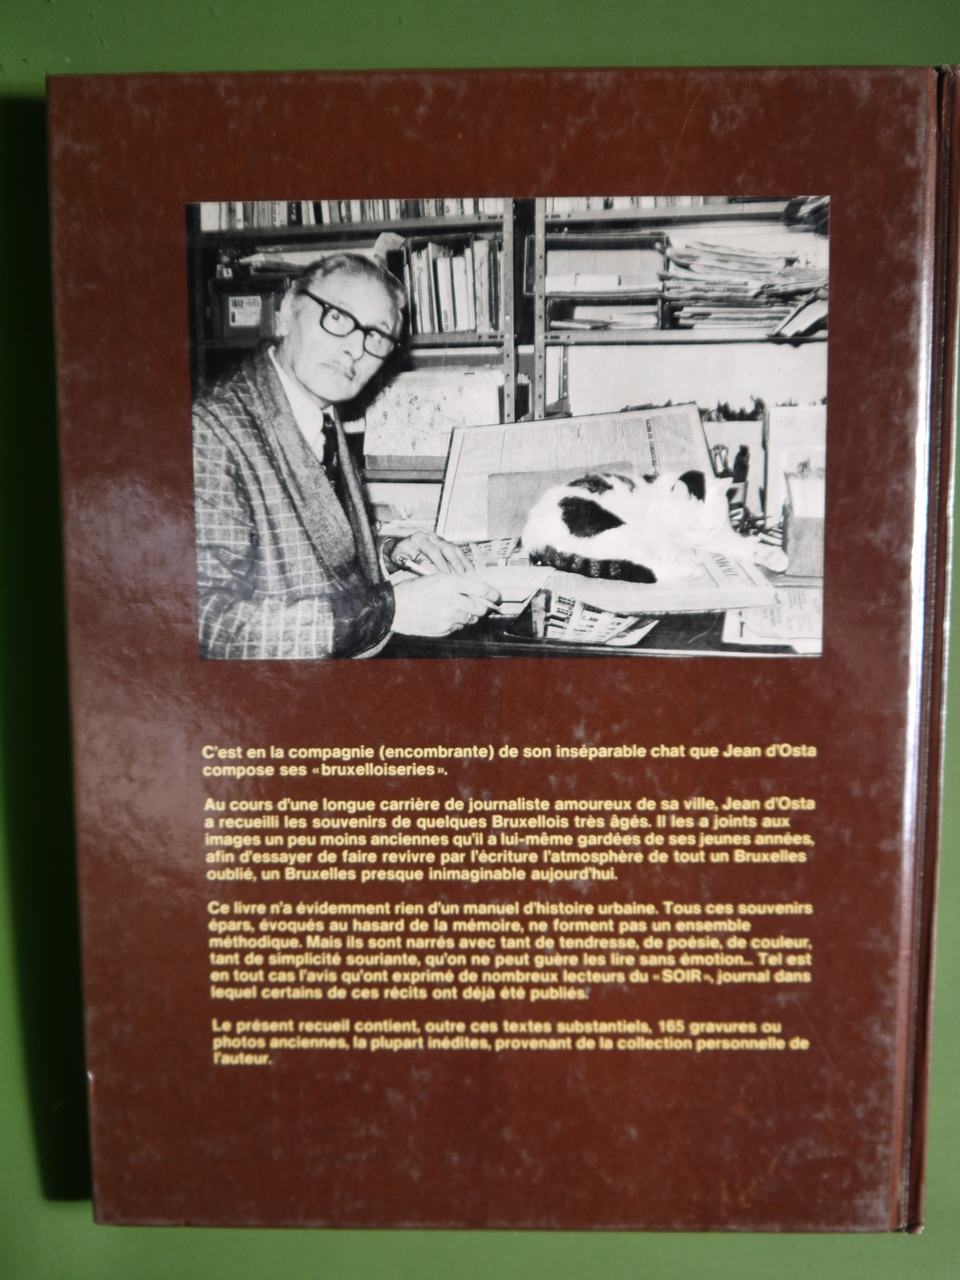 C'est en la compagnie (encombrante) de son inséparable chat que Jean d'Osta
compose ses «bruxelloiseries».
Au cours d'une longue carrière de journaliste amoureux de sa ville, Jean d'Osta
a recueilli les souvenirs de quelques Bruxellois très âgés. Il les a joints aux
images un peu moins anciennes qu'il a lui-même gardées de ses jeunes années,
afin d'essayer de faire revivre par l'écriture l'atmosphère de tout un Bruxelles
oublié, un Bruxelles presque inimaginable aujourd'hui.
Ce livre n'a évidemment rien d'un manuel d'histoire urbaine. Tous ces souvenirs
épars, évoqués au hasard de la mémoire, ne forment pas un ensemble
méthodique. Mais ils sont narrés avec tant de tendresse, de poésie, de couleur,
tant de simplicité souriante, qu'on ne peut guère les lire sans émotion... Tel est
en tout cas l'avis qu'ont exprimé de nombreux lecteurs du «SOIR», journal dans
lequel certains de ces récits ont déjà été publiés.
Le présent recueil contient, outre ces textes substantiels, 165 gravures ou
photos anciennes, la plupart inédites, provenant de la collection personnelle de
l'auteur.